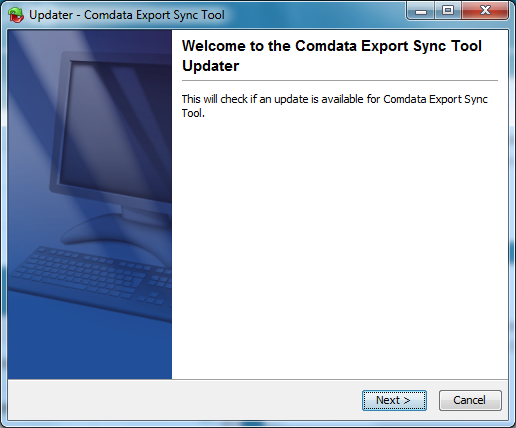 Updater - Comdata Export Sync Tool
Welcome to the Comdata Export Sync Tool
Updater
This will check if an update is available for Comdata Export Sync
Tool.
Next >
Cancel